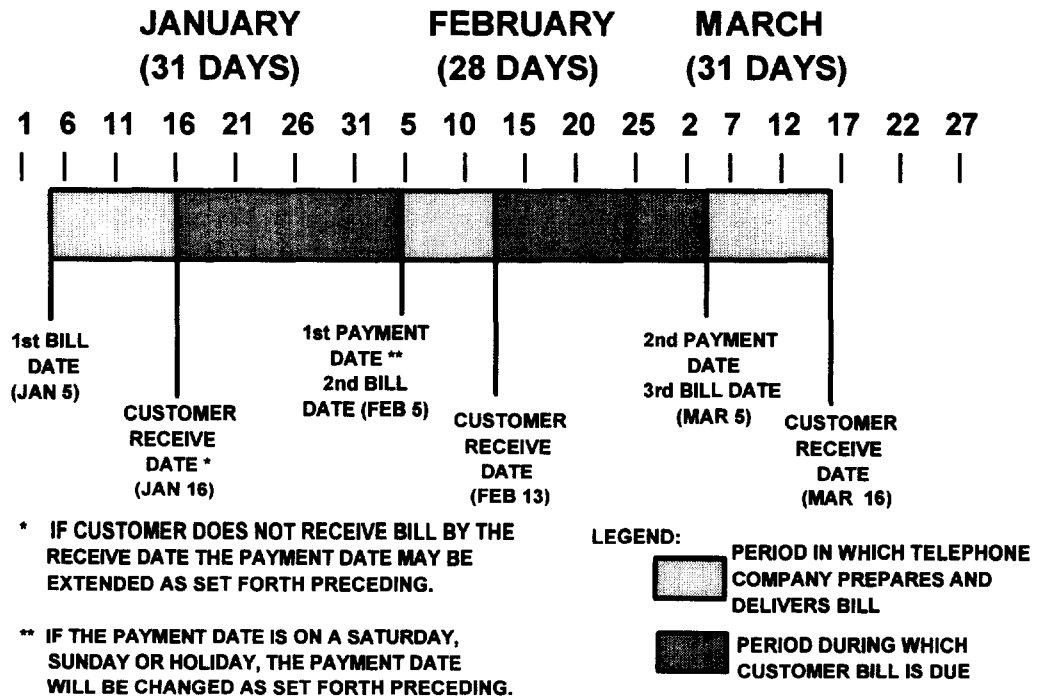 JANUARY FEBRUARY MARCH
(31 DAYS) (28 DAYS) (31 DAYS)
1 6 11 16 21 26 31 5 10 15 20 25 2 7 12 17 22 27
1st BILL
DATE
(JAN 5)
CUSTOMER
RECEIVE
DATE *
(JAN 16)
1st PAYMENT
DATE **
2nd BILL
DATE (FEB 5)
CUSTOMER
RECEIVE
DATE
(FEB 13)
2nd PAYMENT
DATE
3rd BILL DATE
(MAR 5)
CUSTOMER
RECEIVE
DATE
(MAR 16)
* IF CUSTOMER DOES NOT RECEIVE BILL BY THE
RECEIVE DATE THE PAYMENT DATE MAY BE
EXTENDED AS SET FORTH PRECEDING.
** IF THE PAYMENT DATE IS ON A SATURDAY,
SUNDAY OR HOLIDAY, THE PAYMENT DATE
WILL BE CHANGED AS SET FORTH PRECEDING.
LEGEND:
PERIOD IN WHICH TELEPHONE
COMPANY PREPARES AND
DELIVERS BILL
PERIOD DURING WHICH
CUSTOMER BILL IS DUE